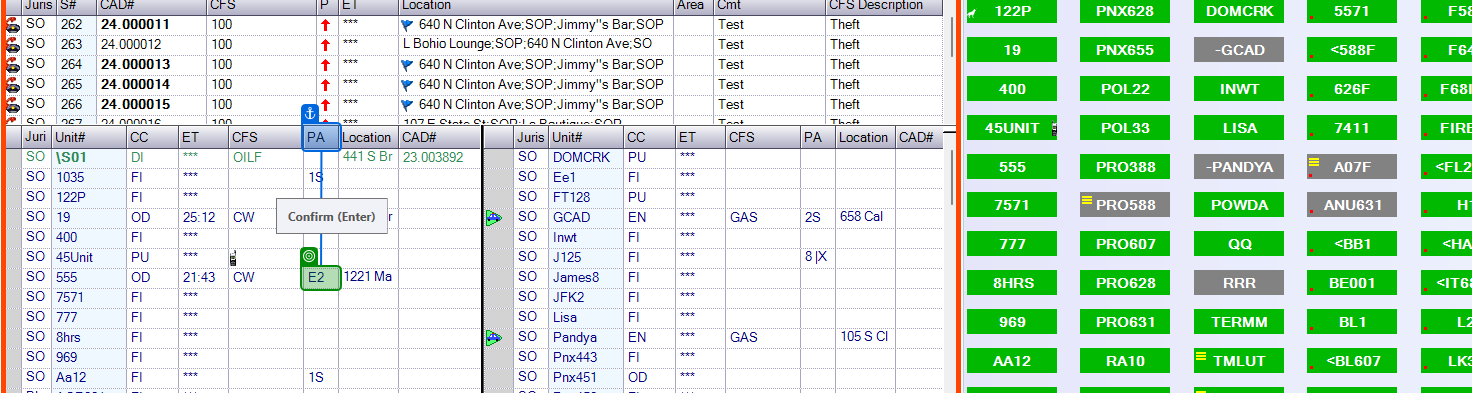 Juris S# CAD# CFS P ET Location Area Cmt CFS Description
SO 262 24.000011 100 *** 640 N Clinton Ave;SOP;Jimmy''s Bar;SOP Test Theft
SO 263 24.000012 100 *** L Bohio Lounge;SOP;640 N Clinton Ave;SO Test Theft
SO 264 24.000013 100 *** 640 N Clinton Ave;SOP;Jimmy''s Bar;SOP Test Theft
SO 265 24.000014 100 *** 640 N Clinton Ave;SOP;Jimmy''s Bar;SOP Test Theft
SO 266 24.000015 100 *** 640 N Clinton Ave;SOP;Jimmy''s Bar;SOP Test Theft
SO 267 24.000016 100 *** Test Theft
Juri Unit# CC ET CFS PA Location CAD#
SO \S01 DI *** OILF 441 S Br 23.003892
SO 1035 FI *** 1S
SO 122P FI ***
SO 19 OD 25:12 CW r
Confirm (Enter)
SO 400 FI ***
SO 45Unit PU ***
SO 555 OD 21:43 CW E2 1221 Ma
SO 7571 FI ***
SO 777 FI ***
SO 8hrs FI ***
SO 969 FI ***
SO Aa12 FI *** 1S
Juris Unit# CC ET CFS PA Location CAD#
SO DOMCRK PU ***
SO Ee1 FI ***
SO FT128 PU ***
SO GCAD EN *** GAS 2S 658 Cal
SO Inwt FI ***
SO J125 FI *** 8 |X
SO James8 FI ***
SO JFK2 FI ***
SO Lisa FI ***
SO Pandya EN *** GAS 105 S Cl
SO Pnx443 FI ***
SO Pnx451 OD ***
122P PNX628 DOMCRK 5571 F58
19 PNX655 -GCAD <588F F64
400 POL22 INWT 626F F68I
45UNIT POL33 LISA 7411 FIRE
555 PRO388 -PANDYA A07F <FL2
7571 PRO588 POWDA ANU631 H1
777 PRO607 QQ <BB1 <HA
8HRS PRO628 RRR BE001 <IT68
969 PRO631 TERMM BL1 L2
AA12 RA10 TMLUT <BL607 LK3